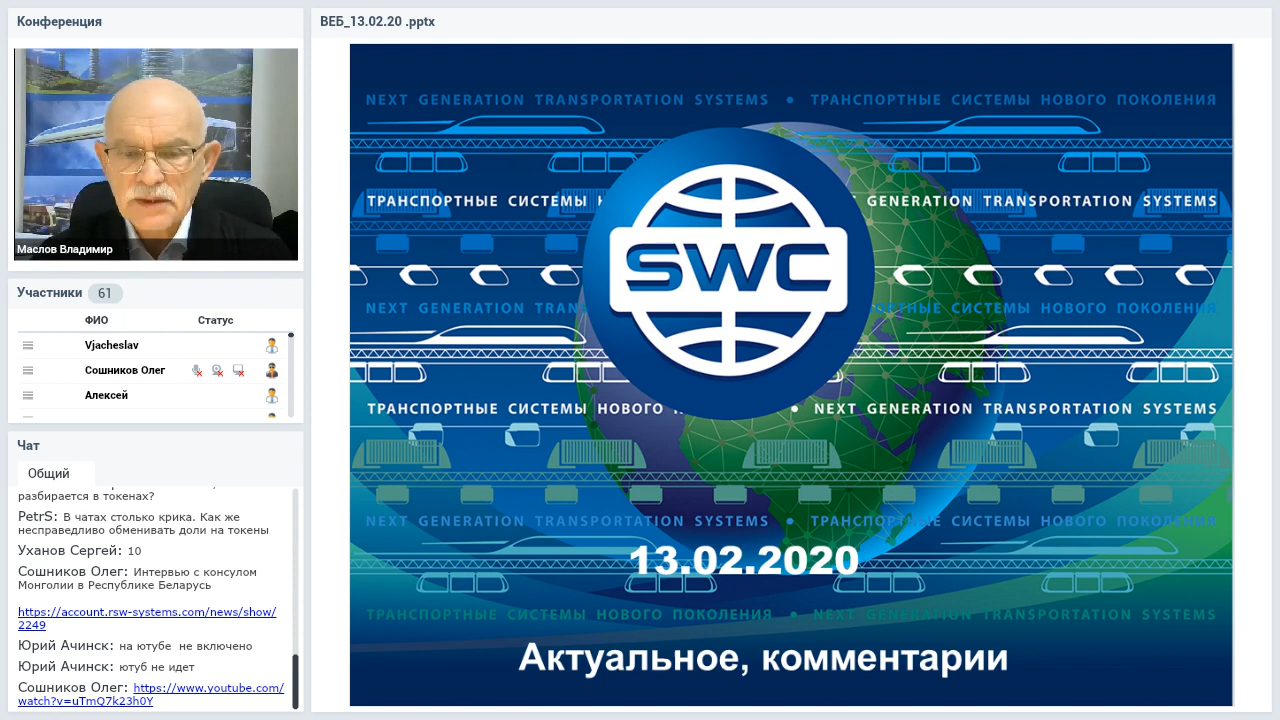 Конференция
Маслов Владимир
Участники 61
ФИО Статус
Vjacheslav
Сошников Олег
Алексей
Чат
Общий
разбирается в токенах?
PetrS: В чатах столько крика. Как же
несправедливо обменивать доли на токены
Уханов Сергей: 10
Сошников Олег: Интервью с консулом
Монголии в Республике Беларусь
https://account.rsw-systems.com/news/show/
2249
Юрий Ачинск: на ютубе не включено
Юрий Ачинск: ютуб не идет
Сошников Олег: https://www.youtube.com/
watch?v=uTmQ7k23h0Y
ВЕБ_13.02.20 .pptx
NEXT GENERATION TRANSPORTATION SYSTEMS • ТРАНСПОРТНЫЕ СИСТЕМЫ НОВОГО ПОКОЛЕНИЯ
ТРАНСПОРТНЫЕ СИСТЕМЫ GENERATION TRANSPORTATION SYSTEMS
SWC
NEXT GENERATION СИСТЕМЫ НОВОГО ПОКОЛЕНИЯ
ТРАНСПОРТНЫЕ СИСТЕМЫ НОВОГО • NEXT GENERATION TRANSPORTATION SYSTEMS
NEXT GENERATION TRANSPORTATION SYSTEMS • ТРАНСПОРТНЫЕ СИСТЕМЫ НОВОГО ПОКОЛЕНИЯ
13.02.2020
ТРАНСПОРТНЫЕ СИСТЕМЫ НОВОГО ПОКОЛЕНИЯ • NEXT GENERATION TRANSPORTATION SYSTEMS
Актуальное, комментарии